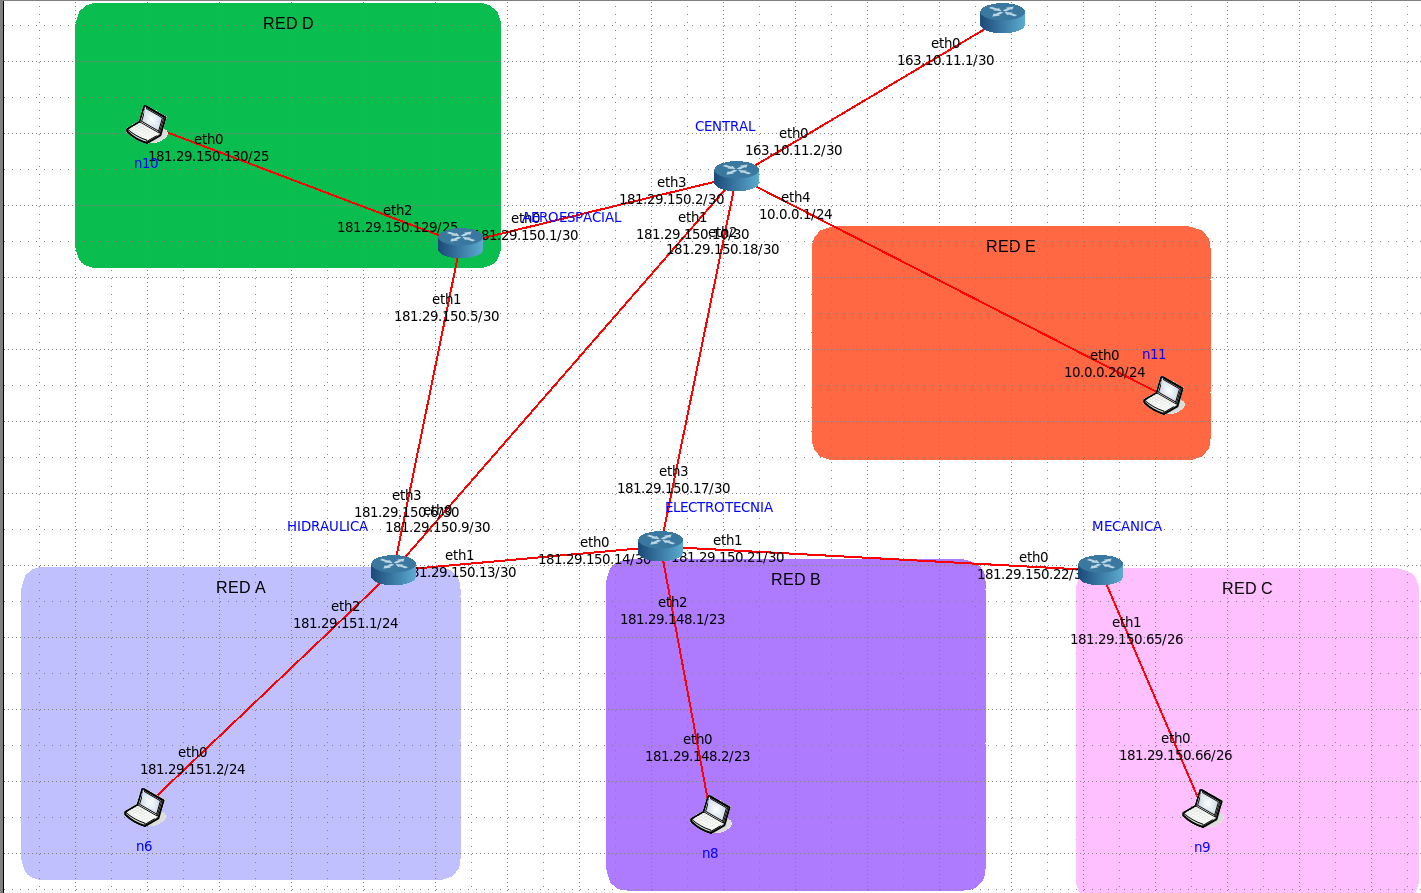 RED D
eth0
163.10.11.1/30
CENTRAL
eth0
163.10.11.2/30
eth0
181.29.150.130/25
n10
eth3
181.29.150.2/30
eth4
10.0.0.1/24
eth2
181.29.150.129/25
eth0
AEROESPACIAL
181.29.150.1/30
eth1
181.29.150.10/30
eth2
181.29.150.18/30
RED E
eth1
181.29.150.5/30
eth0
n11
10.0.0.20/24
eth3
181.29.150.17/30
ELECTROTECNIA
eth3
181.29.150.6/30
eth0
181.29.150.9/30
HIDRAULICA
MECANICA
eth1
181.29.150.13/30
eth0
181.29.150.14/30
eth1
181.29.150.21/30
eth0
181.29.150.22/3
RED A
RED B
RED C
eth2
181.29.151.1/24
eth2
181.29.148.1/23
eth1
181.29.150.65/26
eth0
181.29.151.2/24
eth0
181.29.148.2/23
eth0
181.29.150.66/26
n6
n8
n9